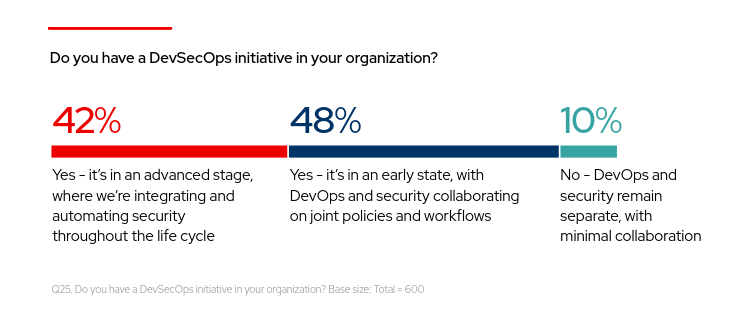 Do you have a DevSecOps initiative in your organization?
42%
48%
10%
Yes - it's in an advanced stage,
where we're integrating and
automating security
throughout the life cycle
Yes - it's in an early state, with
DevOps and security collaborating
on joint policies and workflows
No - DevOps and
security remain
separate, with
minimal collaboration
Q25. Do you have a DevSecOps initiative in your organization? Base size: Total = 600